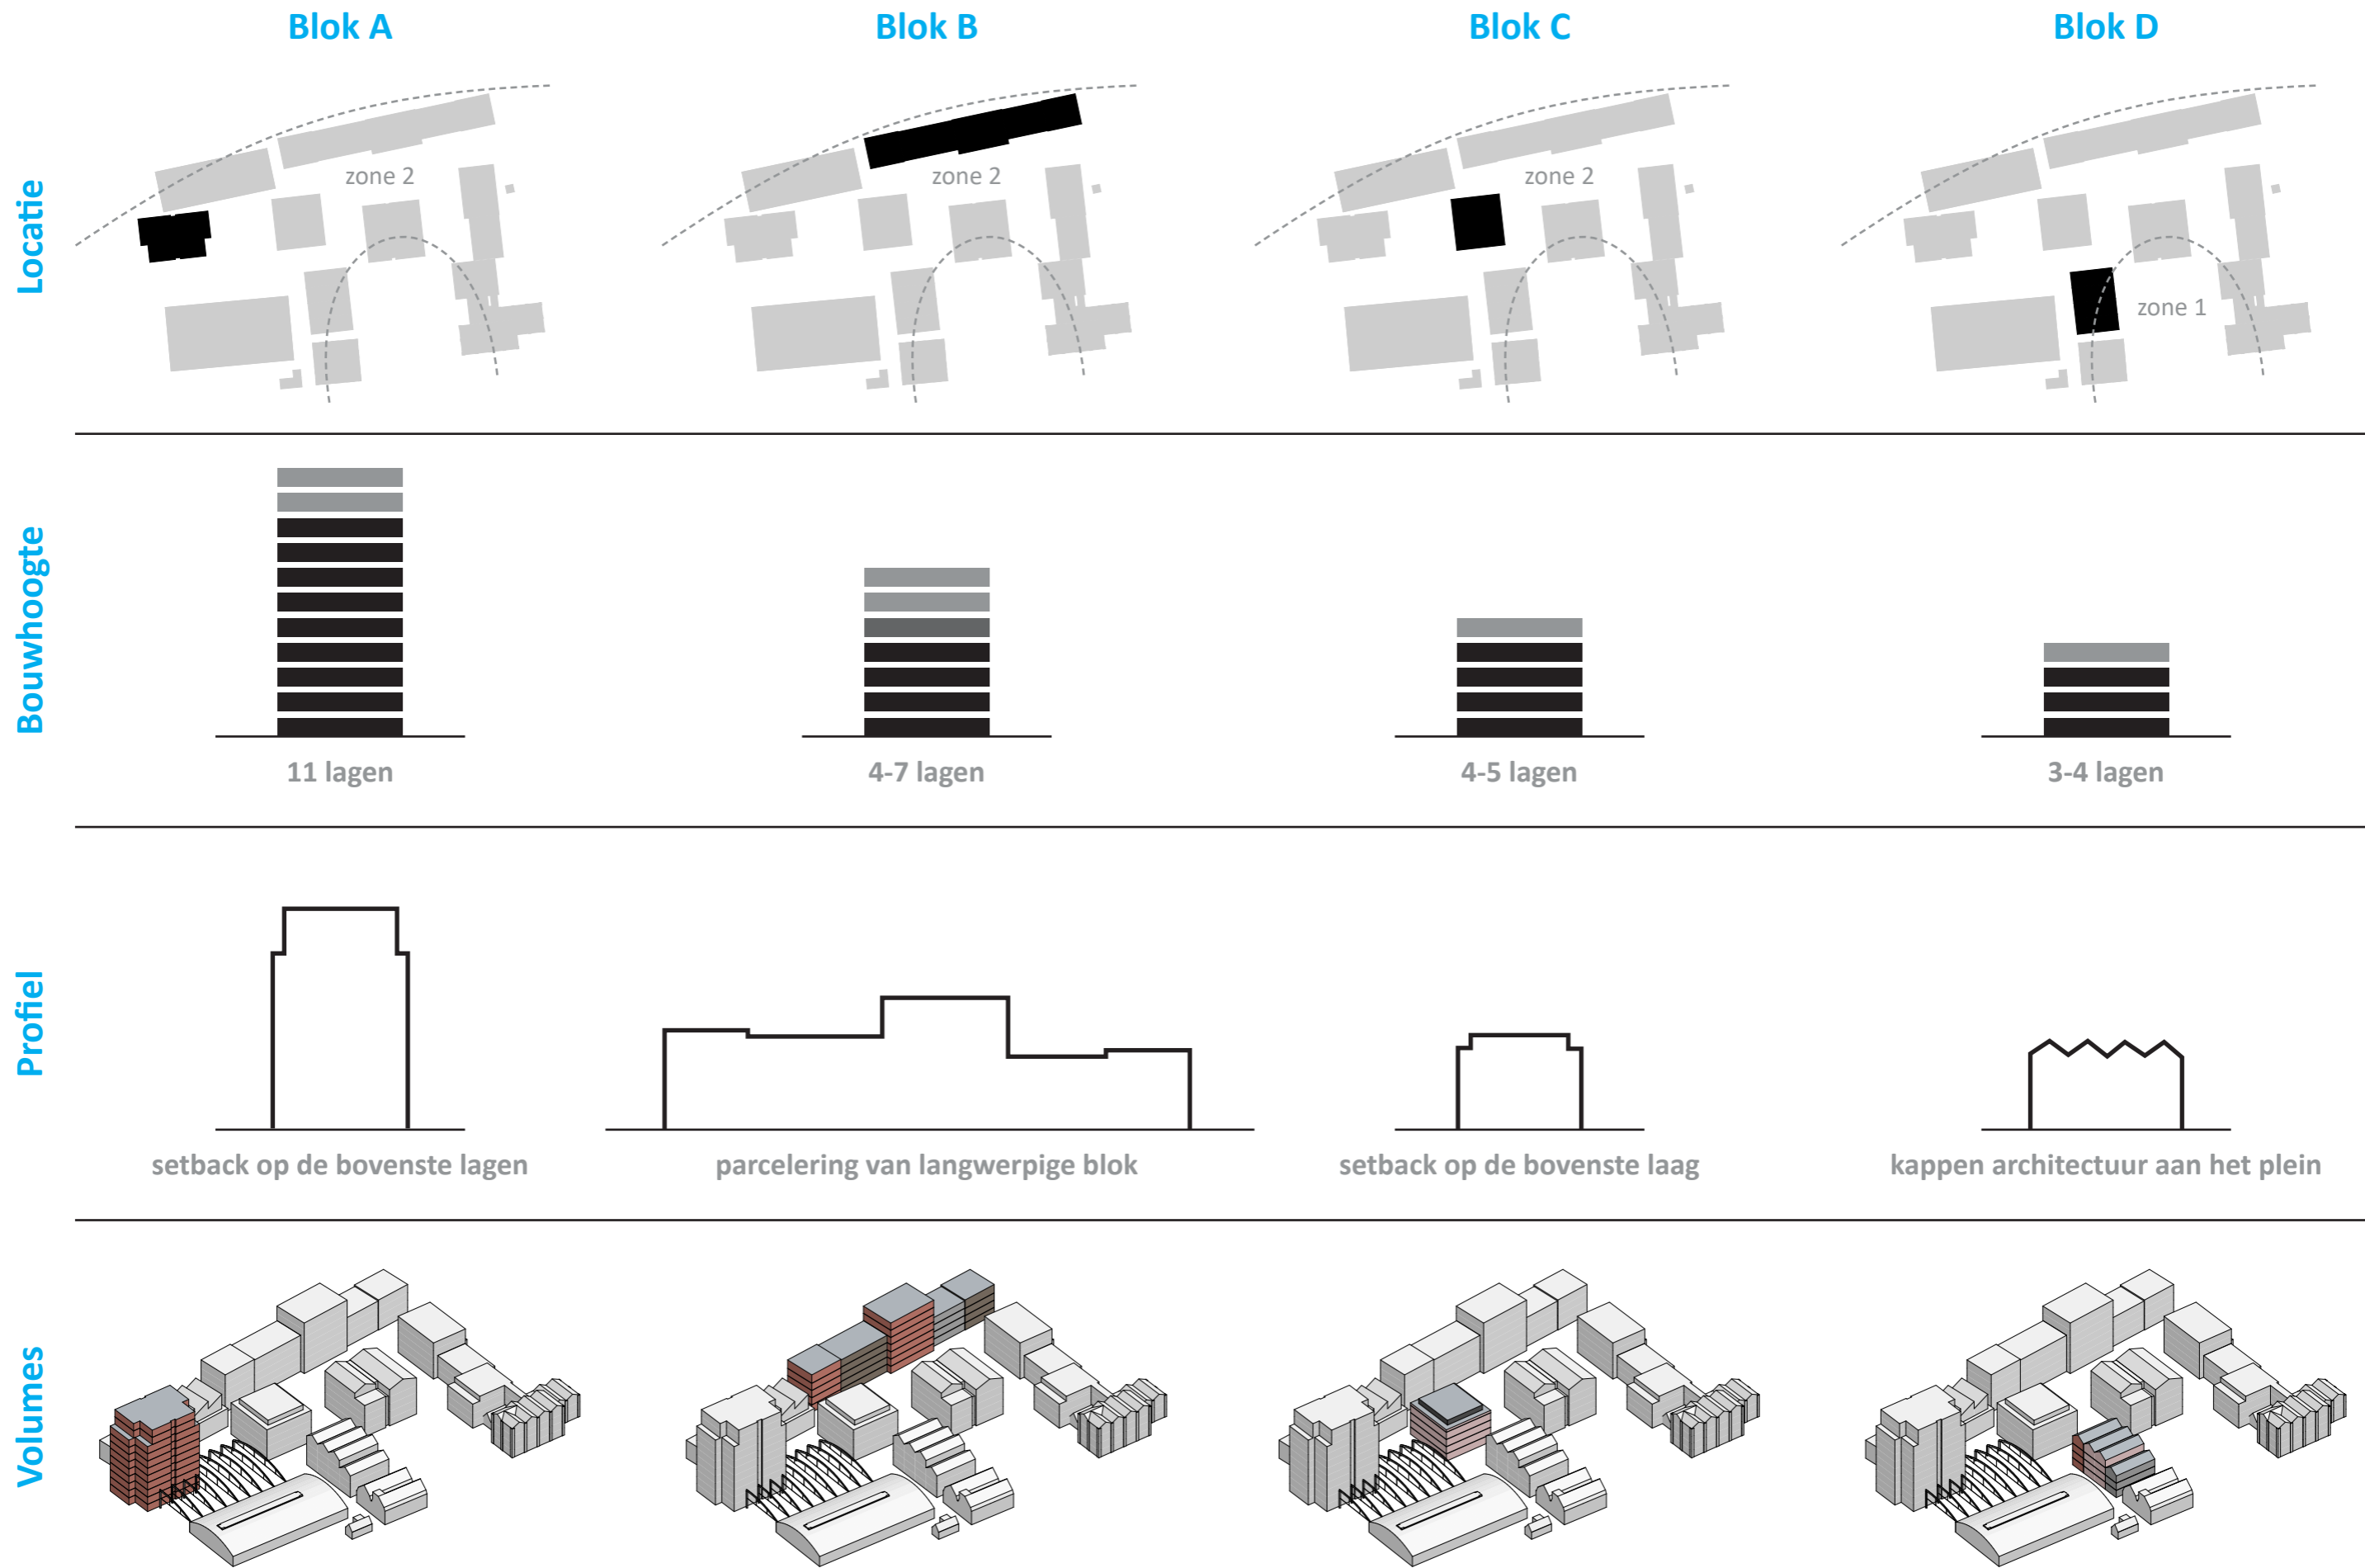 Blok A
Blok B
Blok C
Blok D
Locatie
zone 2
zone 2
zone 2
zone 1
Bouwhoogte
11 lagen
4-7 lagen
4-5 lagen
3-4 lagen
Profiel
setback op de bovenste lagen
parcelering van langwerpige blok
setback op de bovenste laag
kappen architectuur aan het plein
Volumes